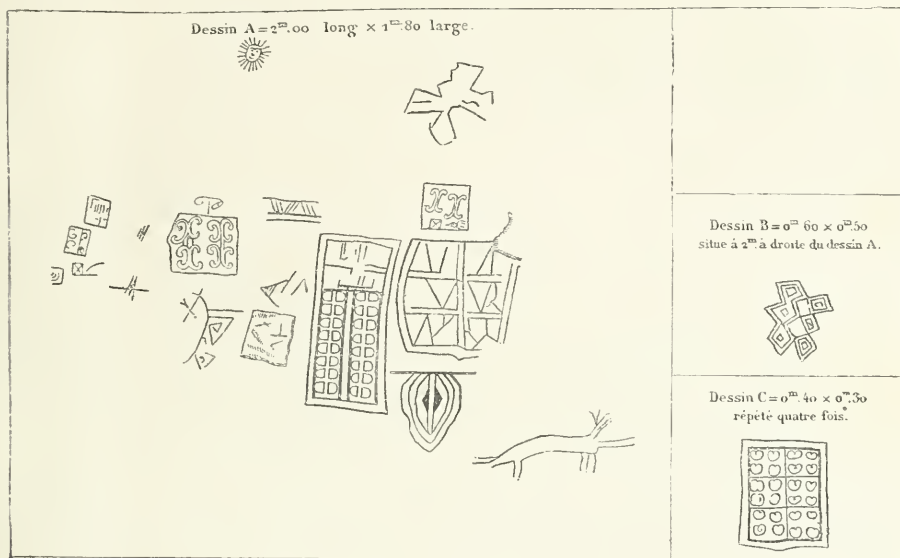 Dessin A = 2ᵐ.00 long × 1ᵐ.80 large.
Dessin B = 0ᵐ 60 × 0ᵐ.50
situe à 2ᵐ à droite du dessin A.
Dessin C = 0ᵐ.40 × 0ᵐ.30
répété quatre fois.